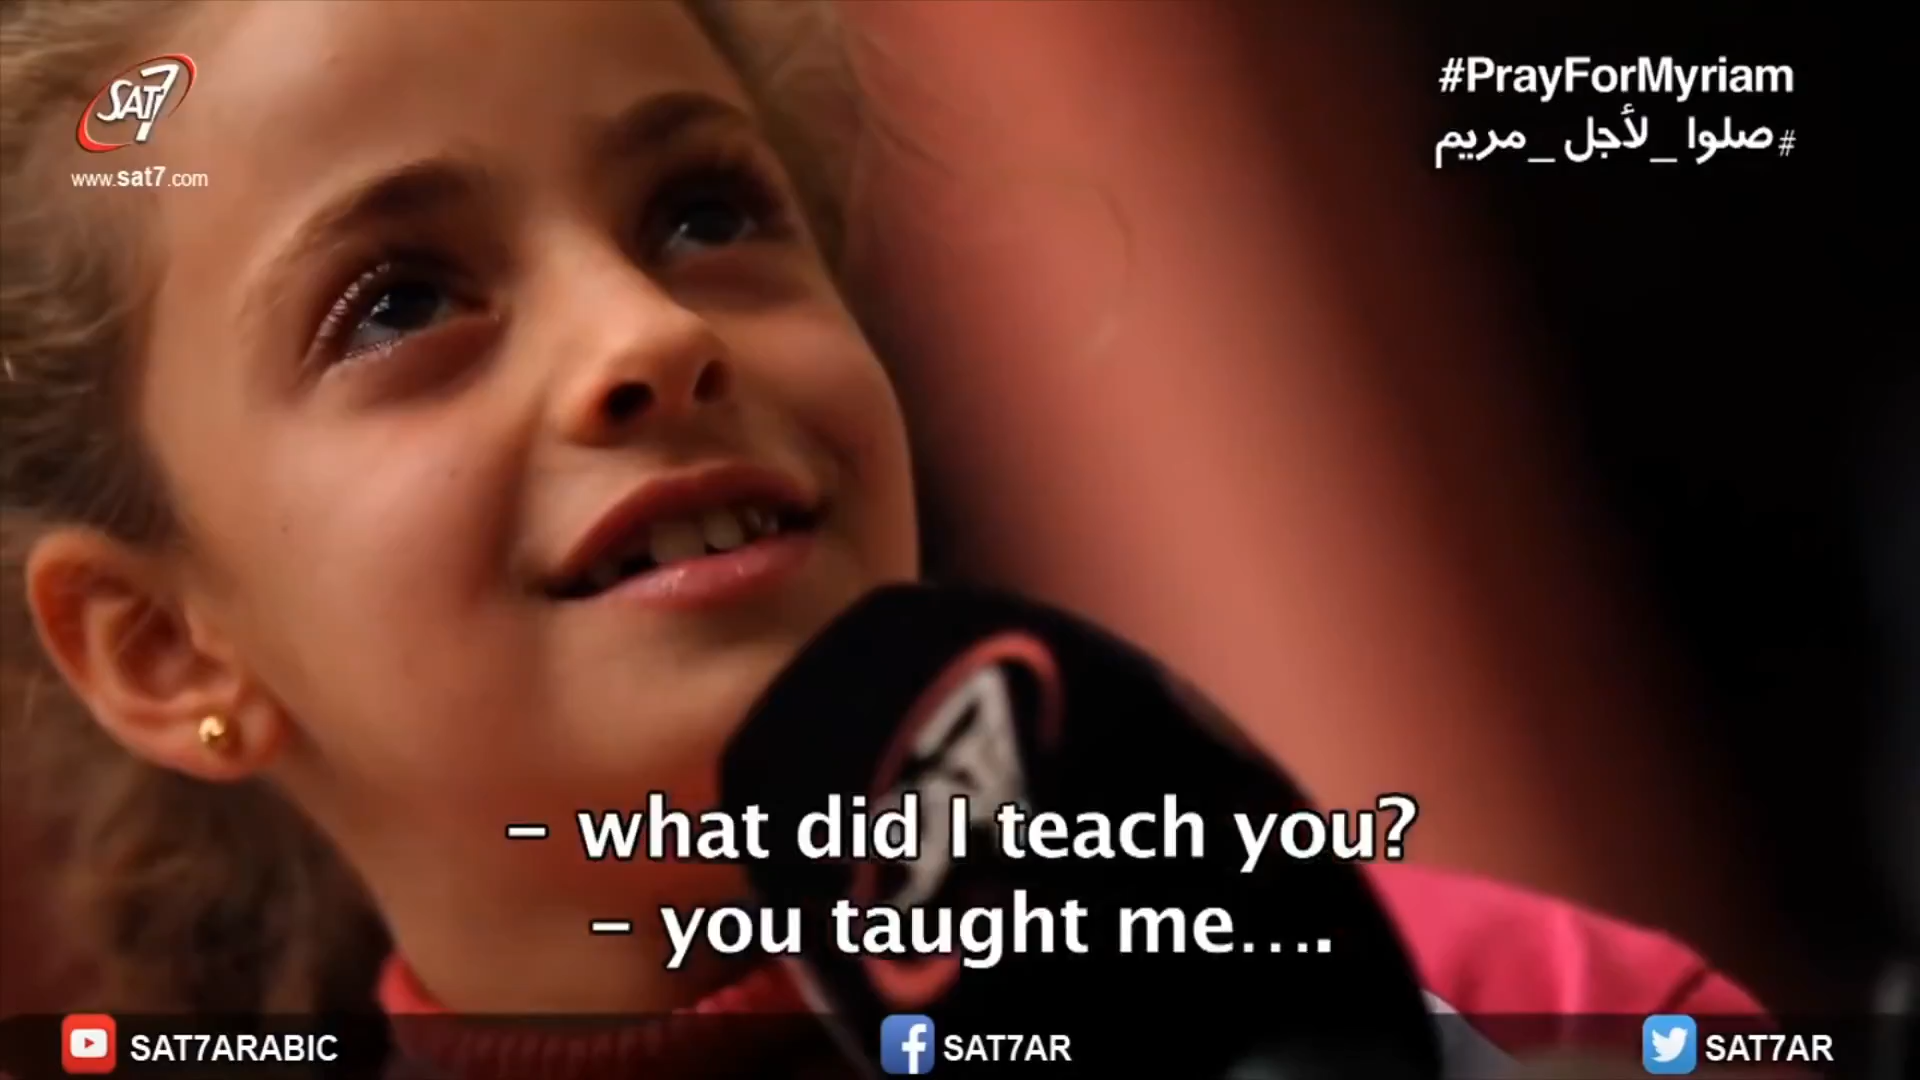 SAT7
www.sat7.com
#PrayForMyriam
#صلوا_لأجل_مريم
– what did I teach you?
– you taught me....
SAT7ARABIC
SAT7AR
SAT7AR